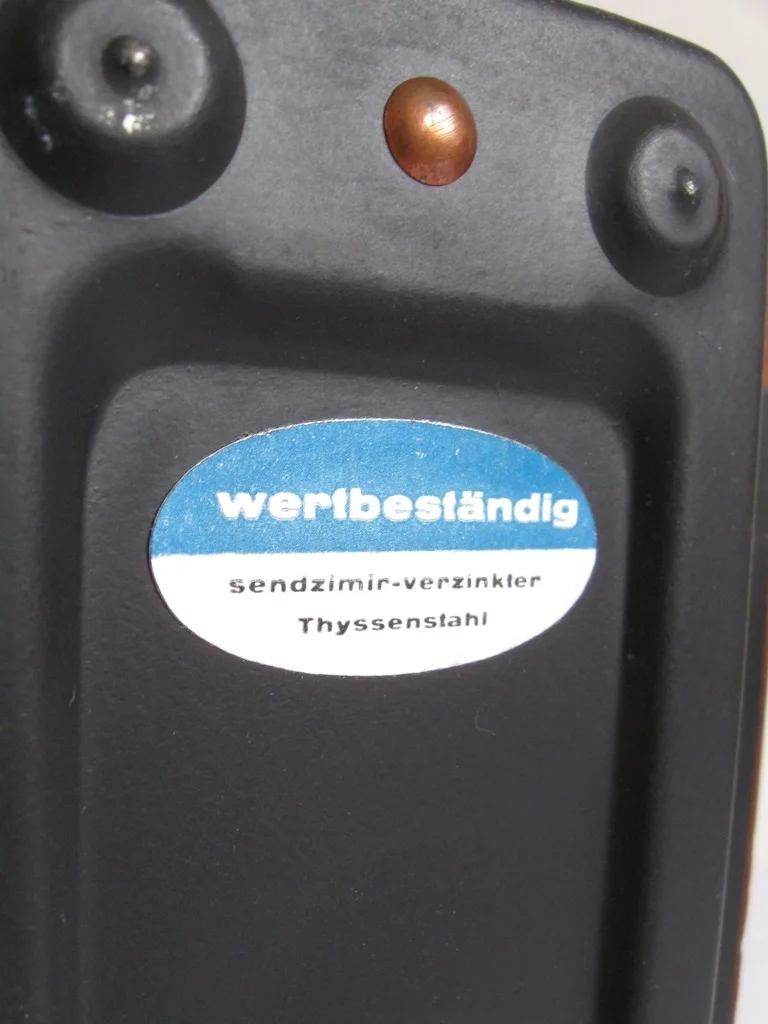 wertbeständig
sendzimir-verzinkter
Thyssenstahl